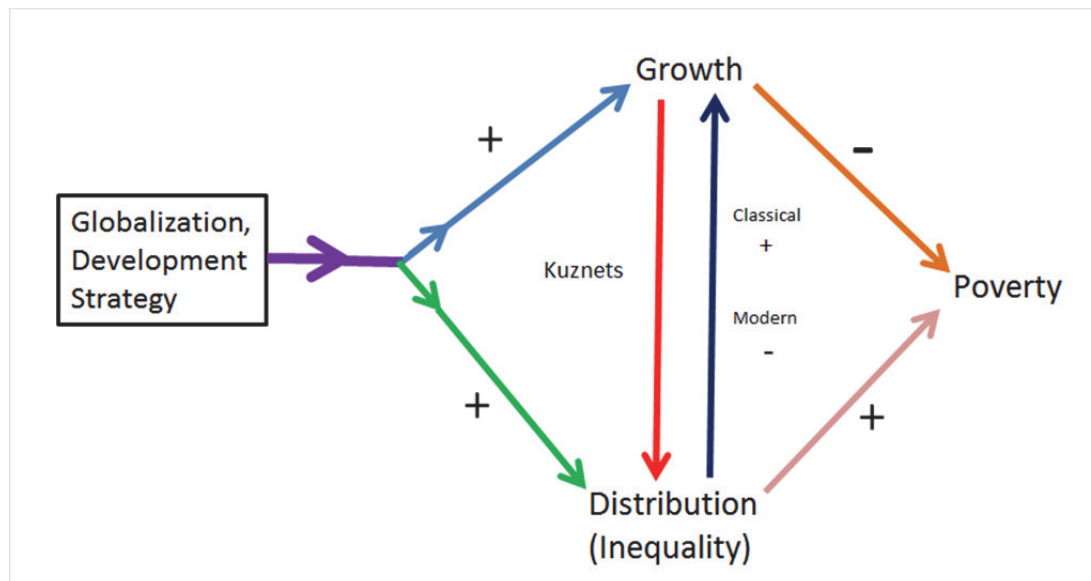 Growth
+
-
Globalization,
Development
Strategy
Classical
+
Kuznets
Poverty
Modern
-
+
+
Distribution
(Inequality)